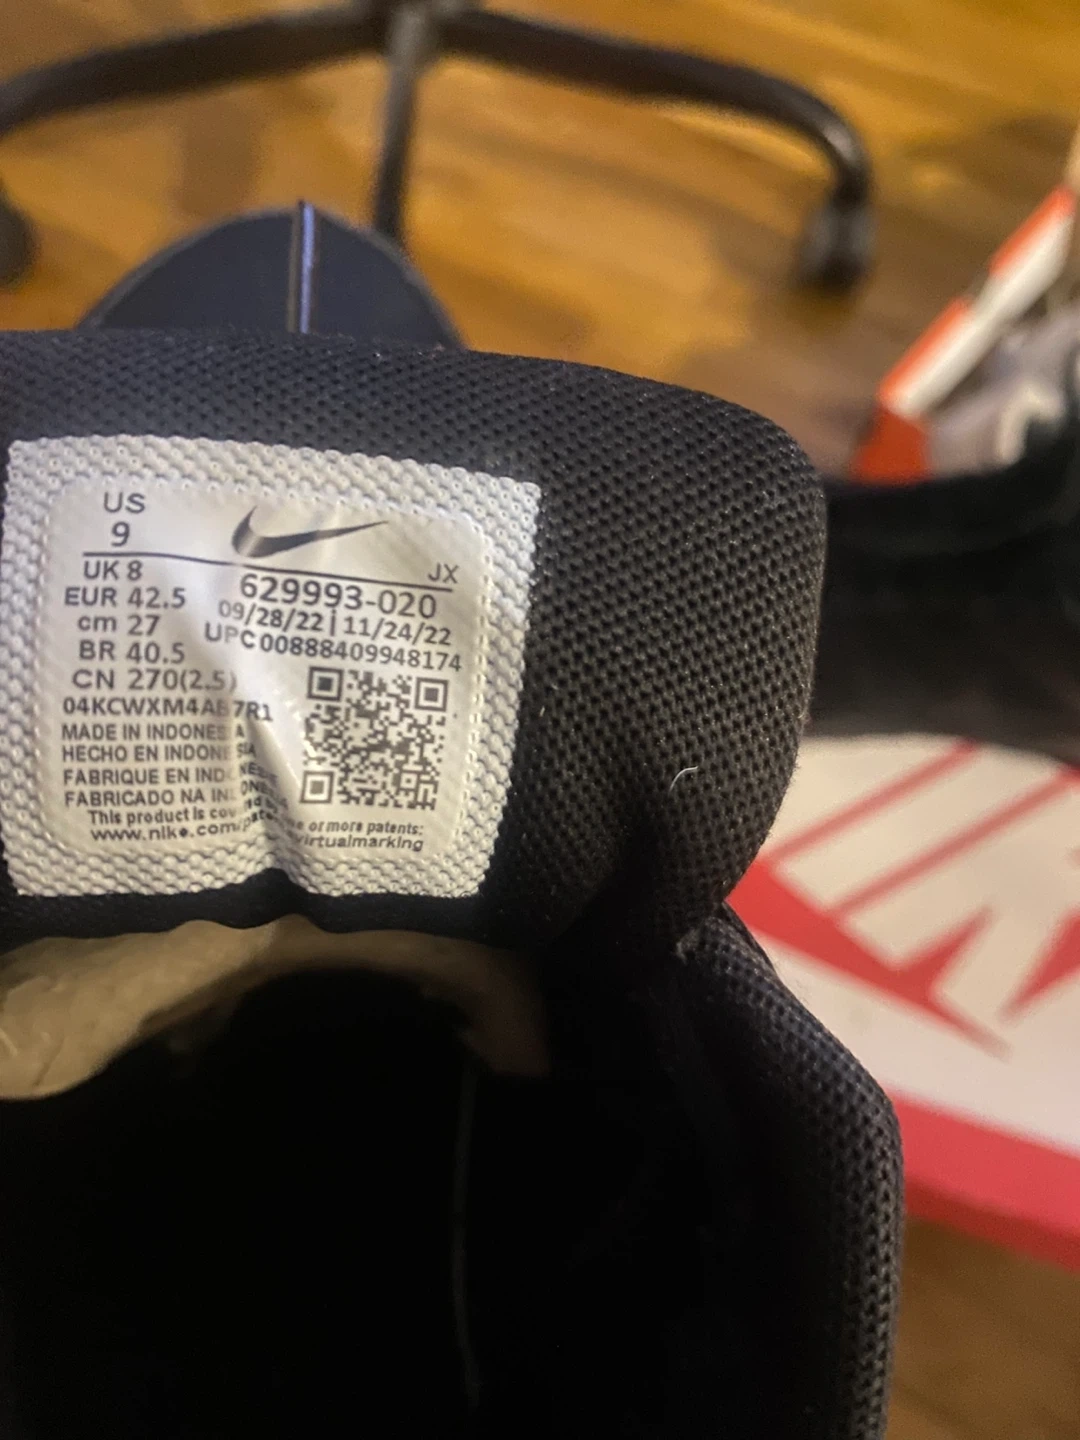 US
9
UK 8
EUR 42.5
cm 27
BR 40.5
CN 270(2.5)
JX
629993-020
09/28/22 | 11/24/22
UPC 00888409948174
04KCWXM4AE7R1
MADE IN INDONESIA
HECHO EN INDONESIA
FABRIQUE EN INDONESIE
FABRICADO NA INDONESIA
This product is or more patents:
www.nike.com/ virtualmarking